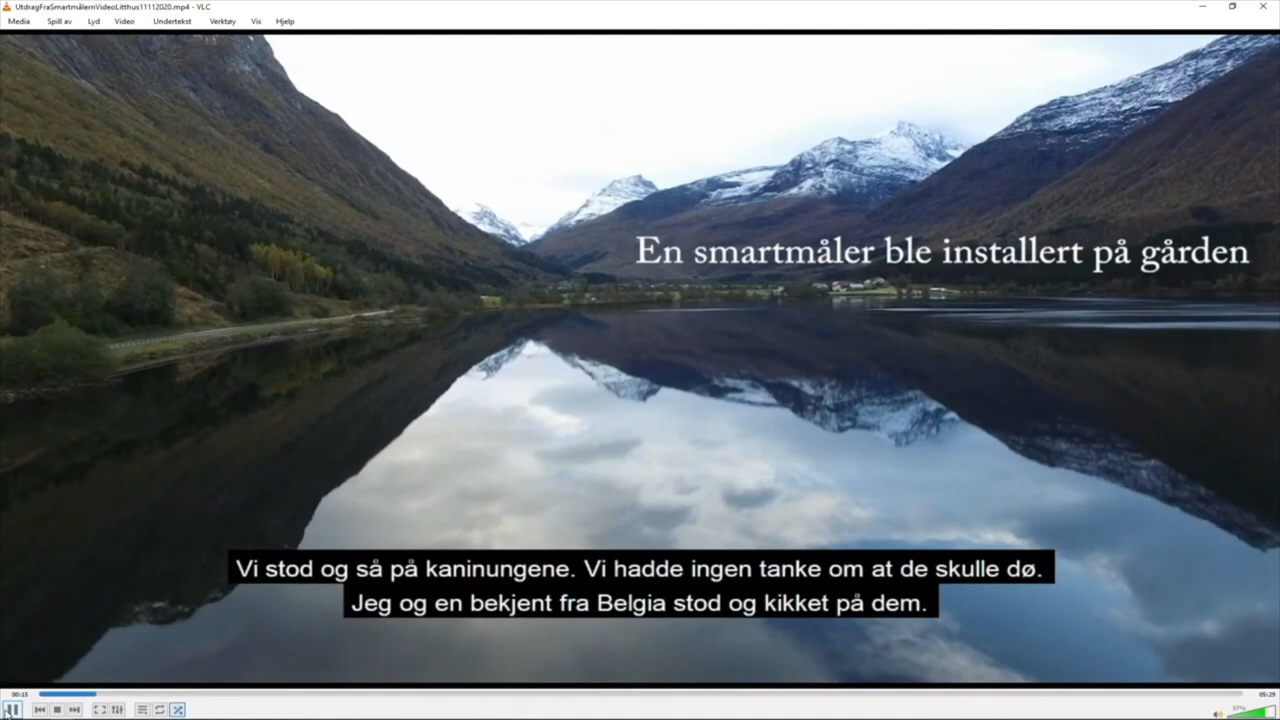 UtdragFraSmartmålernVideoLitthus11112020.mp4 - VLC
Media Spill av Lyd Video Undertekst Verktøy Vis Hjelp
En smartmåler ble installert på gården
Vi stod og så på kaninungene. Vi hadde ingen tanke om at de skulle dø.
Jeg og en bekjent fra Belgia stod og kikket på dem.
00:15 05:29
97%